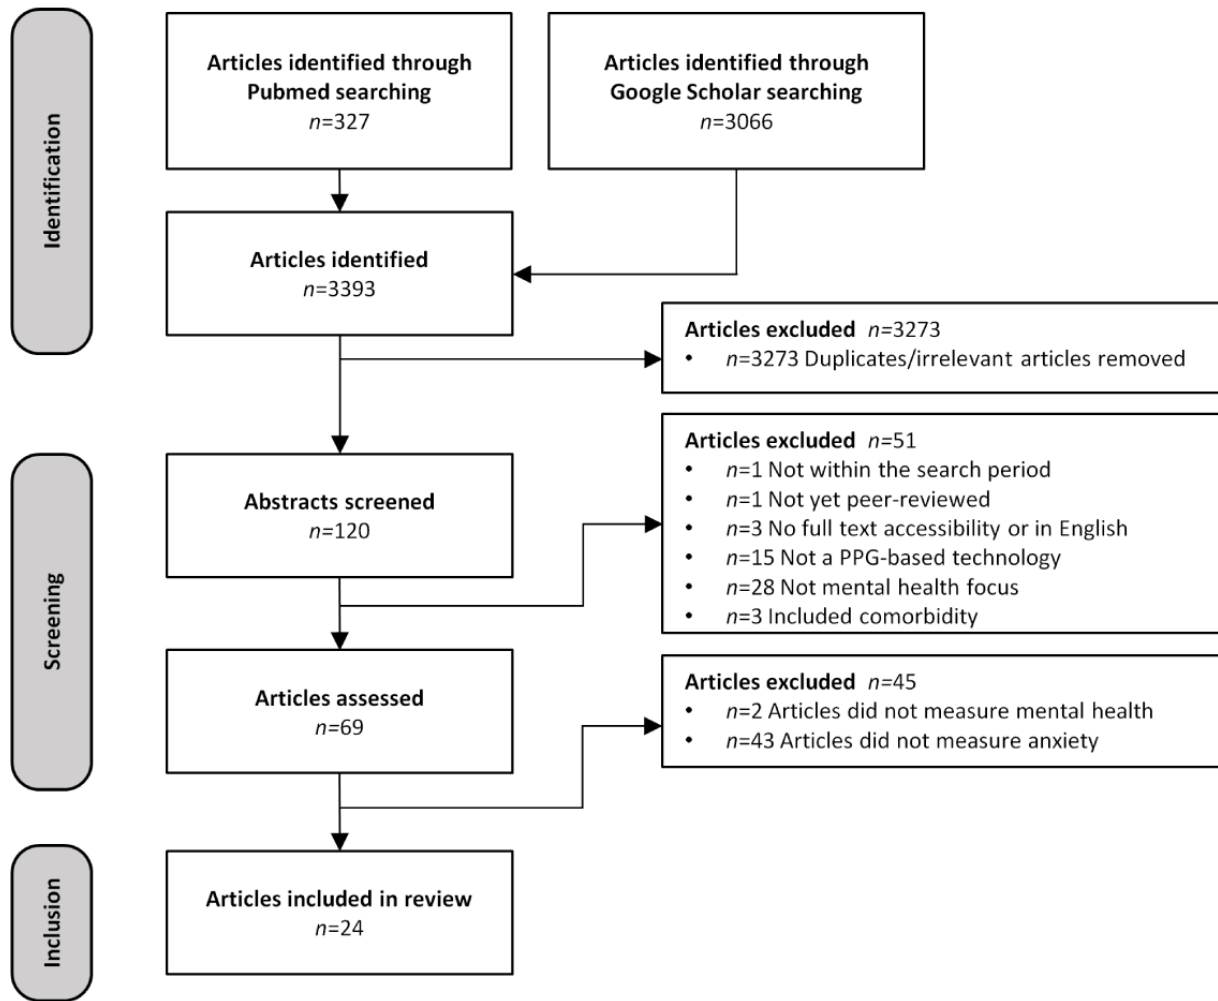 Identification
Articles identified through
Pubmed searching
n=327
Articles identified through
Google Scholar searching
n=3066
Articles identified
n=3393
Articles excluded n=3273
• n=3273 Duplicates/irrelevant articles removed
Screening
Abstracts screened
n=120
Articles excluded n=51
• n=1 Not within the search period
• n=1 Not yet peer-reviewed
• n=3 No full text accessibility or in English
• n=15 Not a PPG-based technology
• n=28 Not mental health focus
• n=3 Included comorbidity
Articles assessed
n=69
Articles excluded n=45
• n=2 Articles did not measure mental health
• n=43 Articles did not measure anxiety
Inclusion
Articles included in review
n=24